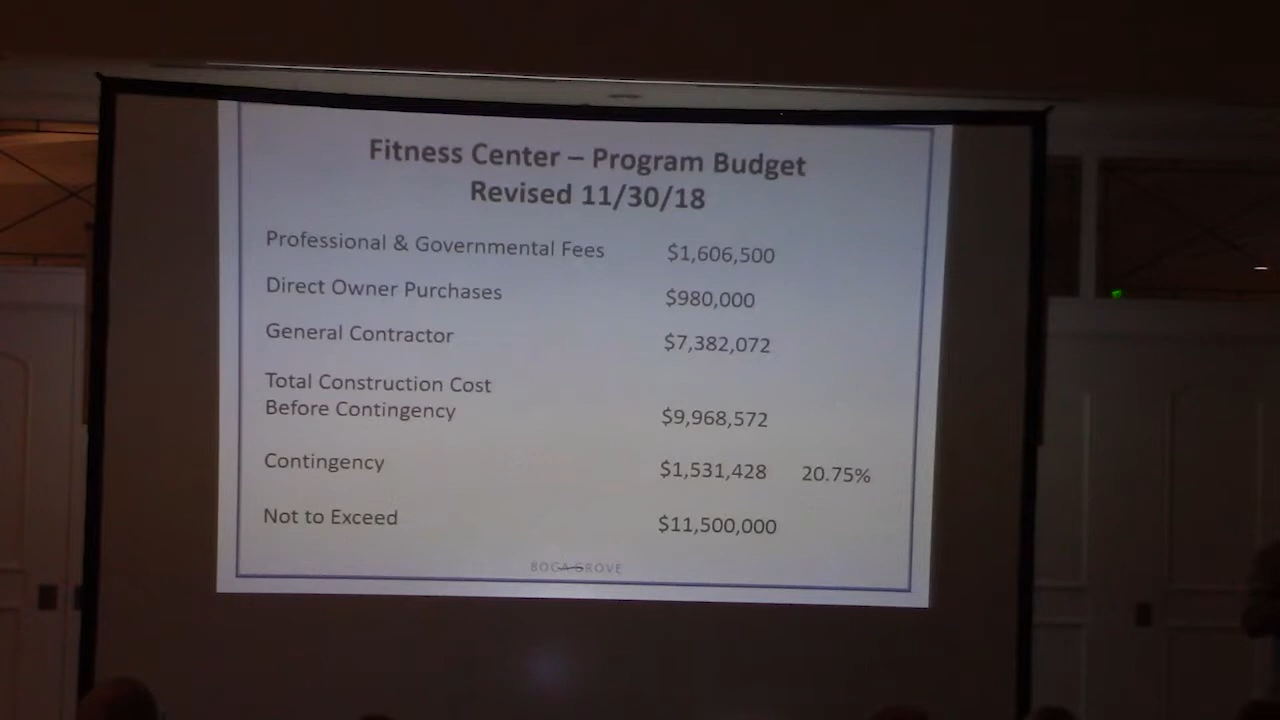 Fitness Center – Program Budget
Revised 11/30/18
Professional & Governmental Fees $1,606,500
Direct Owner Purchases $980,000
General Contractor $7,382,072
Total Construction Cost
Before Contingency $9,968,572
Contingency $1,531,428 20.75%
Not to Exceed $11,500,000
BOCA GROVE